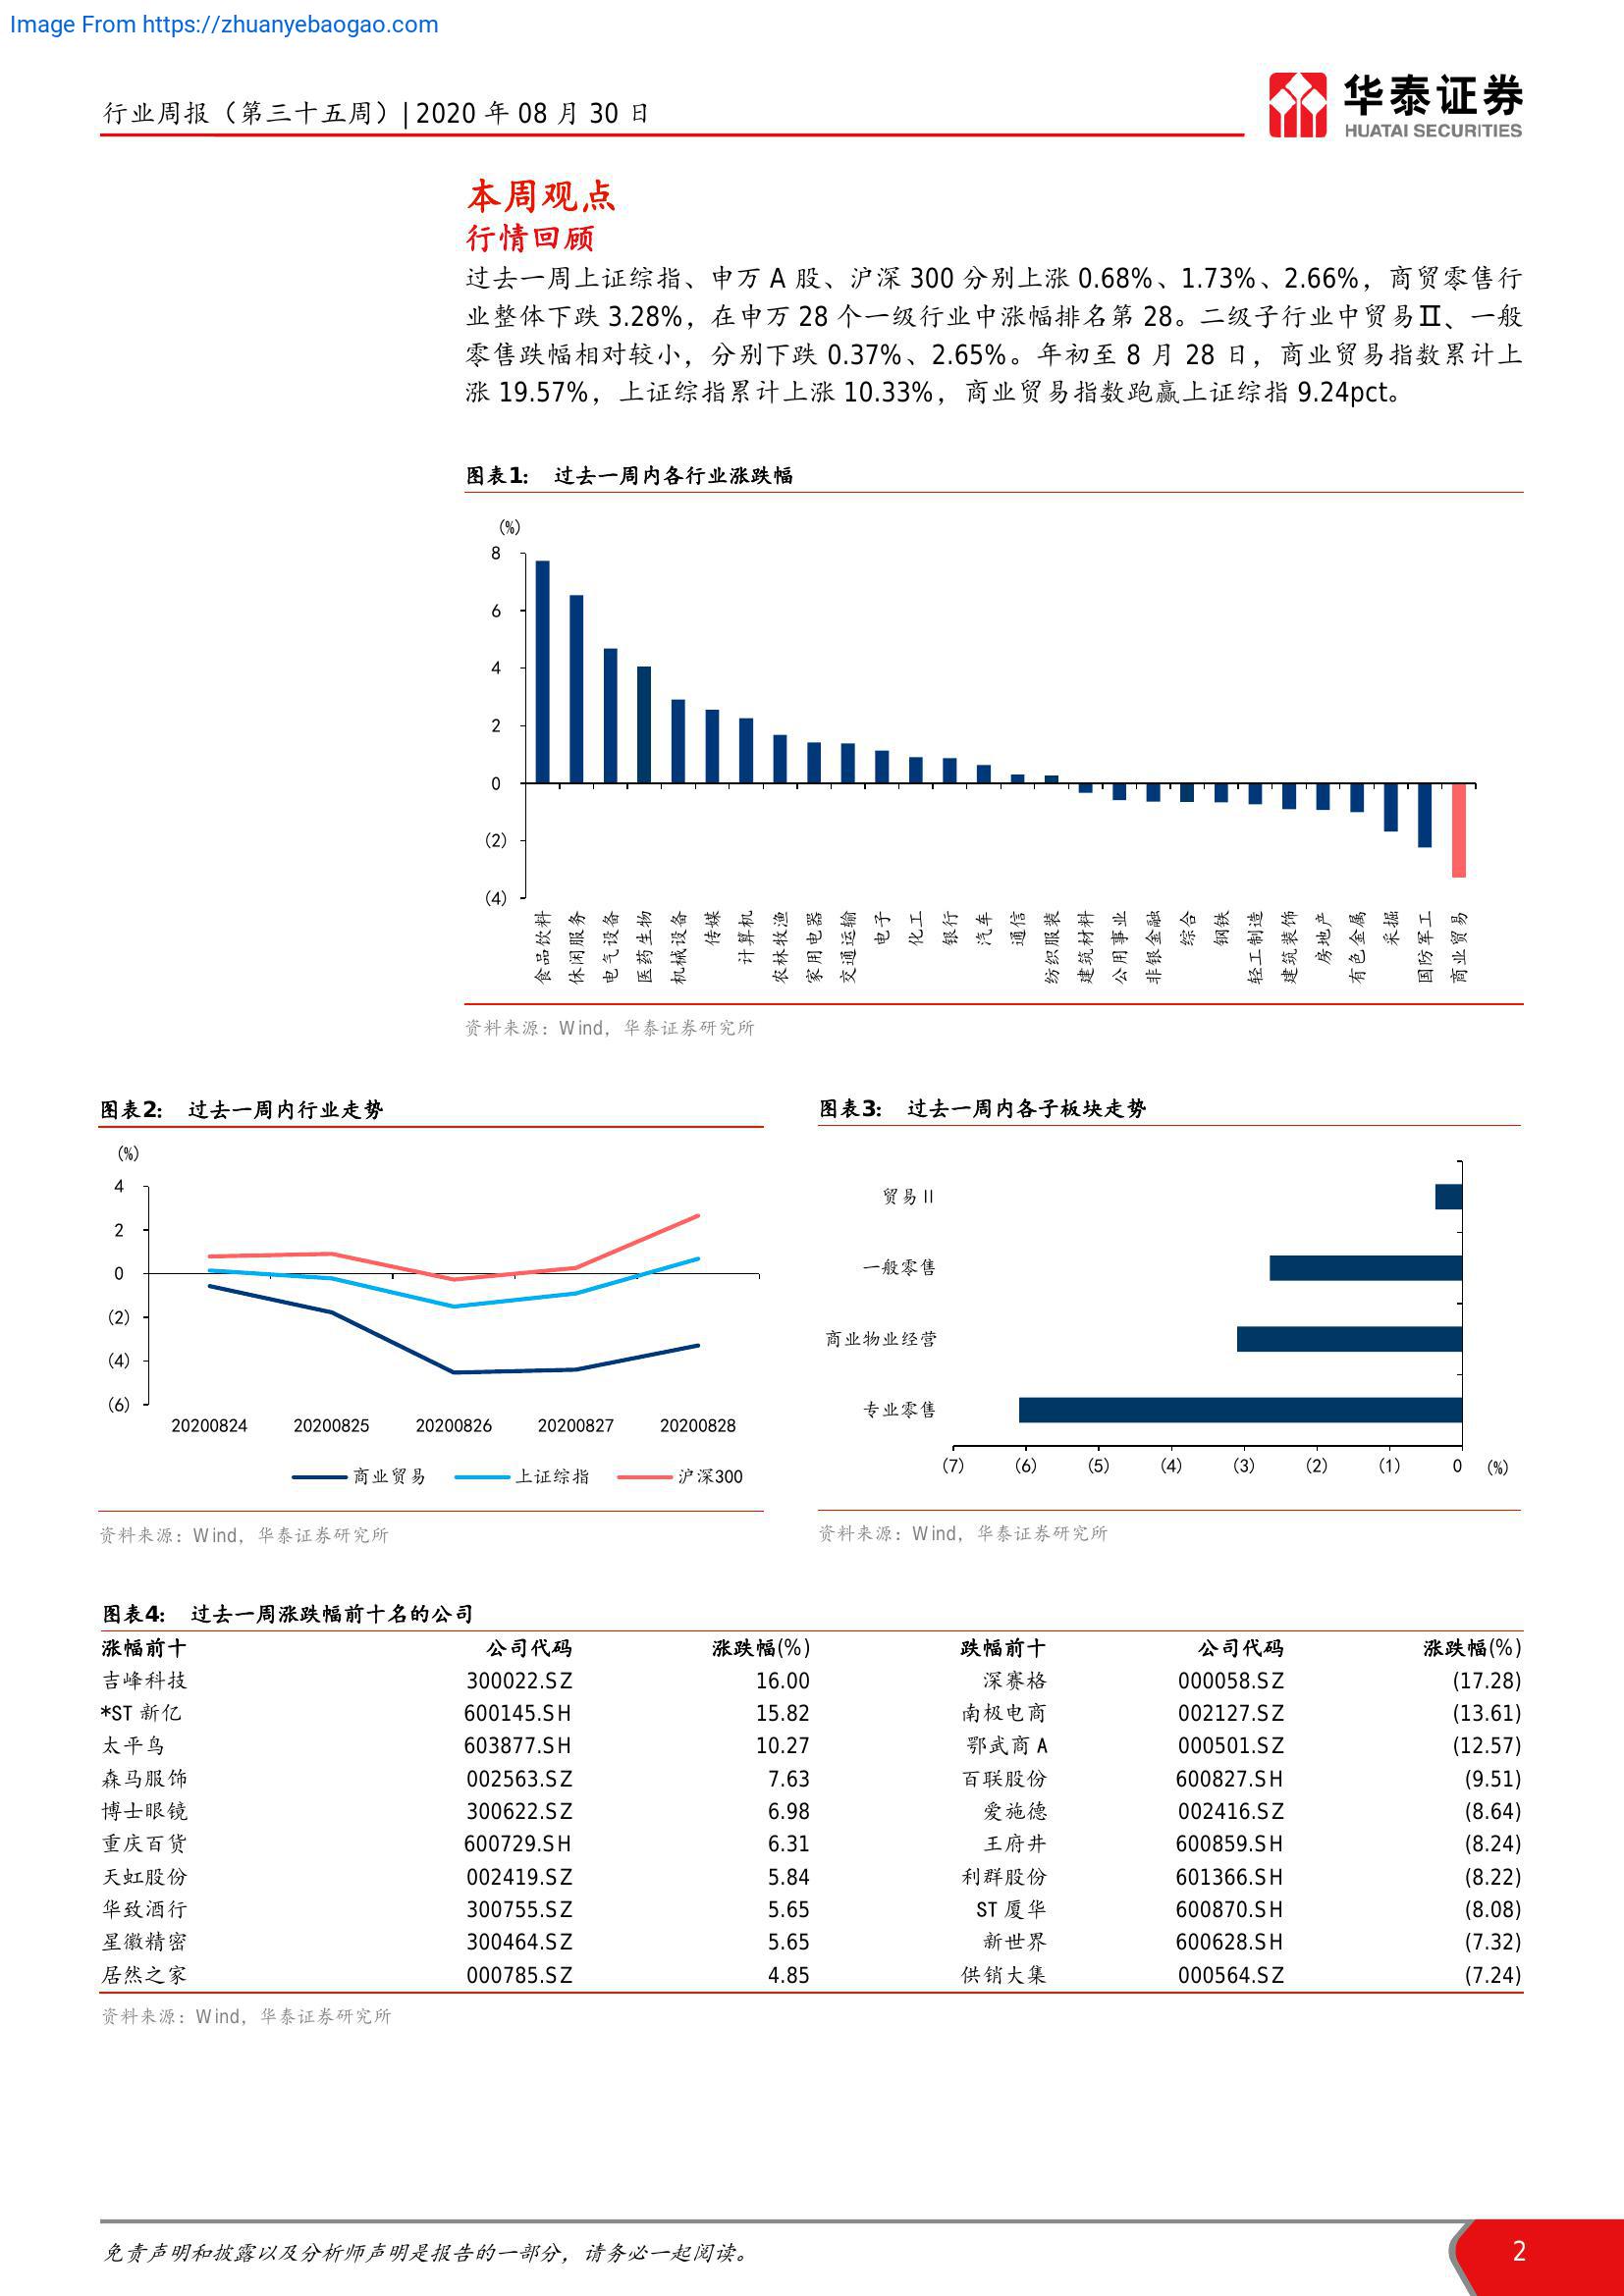 Image From https://zhuanyebaogao.com
行业周报（第三十五周）| 2020 年 08 月 30 日
华泰证券
HUATAI SECURITIES
本周观点
行情回顾
过去一周上证综指、申万 A 股、沪深 300 分别上涨 0.68%、1.73%、2.66%，商贸零售行
业整体下跌 3.28%，在申万 28 个一级行业中涨幅排名第 28。二级子行业中贸易Ⅱ、一般
零售跌幅相对较小，分别下跌 0.37%、2.65%。年初至 8 月 28 日，商业贸易指数累计上
涨 19.57%，上证综指累计上涨 10.33%，商业贸易指数跑赢上证综指 9.24pct。
图表1： 过去一周内各行业涨跌幅
(%)
8
6
4
2
0
(2)
(4)
食品饮料
休闲服务
电气设备
医药生物
机械设备
传媒
计算机
农林牧渔
家用电器
交通运输
电子
化工
银行
汽车
通信
纺织服装
建筑材料
公用事业
非银金融
综合
钢铁
轻工制造
建筑装饰
房地产
有色金属
采掘
国防军工
商业贸易
资料来源：Wind，华泰证券研究所
图表2： 过去一周内行业走势
(%)
4
2
0
(2)
(4)
(6)
20200824 20200825 20200826 20200827 20200828
商业贸易 上证综指 沪深300
资料来源：Wind，华泰证券研究所
图表3： 过去一周内各子板块走势
贸易 II
一般零售
商业物业经营
专业零售
(7) (6) (5) (4) (3) (2) (1) 0 (%)
资料来源：Wind，华泰证券研究所
图表4： 过去一周涨跌幅前十名的公司
涨幅前十 公司代码 涨跌幅(%) 跌幅前十 公司代码 涨跌幅(%)
吉峰科技 300022.SZ 16.00 深赛格 000058.SZ (17.28)
*ST 新亿 600145.SH 15.82 南极电商 002127.SZ (13.61)
太平鸟 603877.SH 10.27 鄂武商 A 000501.SZ (12.57)
森马服饰 002563.SZ 7.63 百联股份 600827.SH (9.51)
博士眼镜 300622.SZ 6.98 爱施德 002416.SZ (8.64)
重庆百货 600729.SH 6.31 王府井 600859.SH (8.24)
天虹股份 002419.SZ 5.84 利群股份 601366.SH (8.22)
华致酒行 300755.SZ 5.65 ST 厦华 600870.SH (8.08)
星徽精密 300464.SZ 5.65 新世界 600628.SH (7.32)
居然之家 000785.SZ 4.85 供销大集 000564.SZ (7.24)
资料来源：Wind，华泰证券研究所
免责声明和披露以及分析师声明是报告的一部分，请务必一起阅读。
2